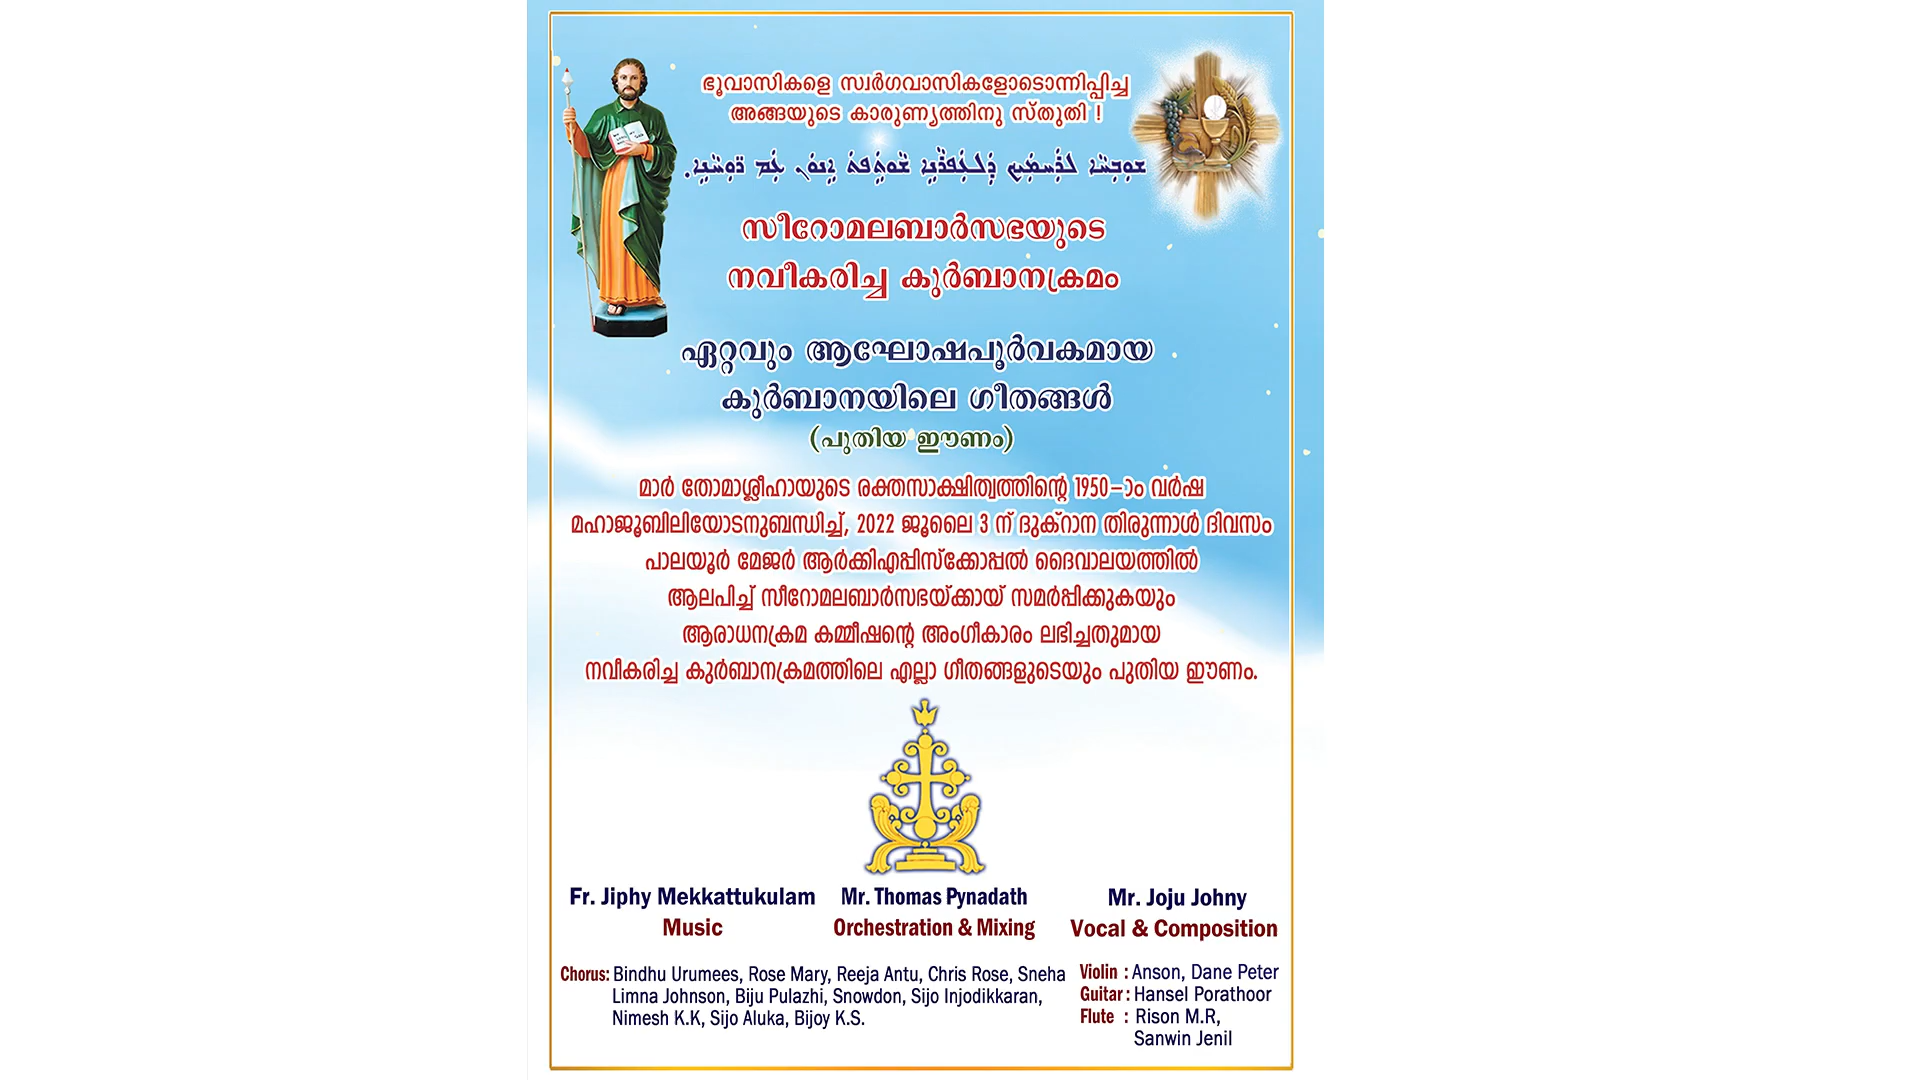 ഭൂവാസികളെ സ്വർഗവാസികളോടൊന്നിപ്പിച്ച
അങ്ങയുടെ കാരുണ്യത്തിനു സ്തുതി !
സീറോമലബാർസഭയുടെ
നവീകരിച്ച കുർബാനക്രമം
ഏറ്റവും ആഘോഷപൂർവകമായ
കുർബാനയിലെ ഗീതങ്ങൾ
(പുതിയ ഈണം)
മാർ തോമാശ്ലീഹായുടെ രക്തസാക്ഷിത്വത്തിന്റെ 1950-ാം വർഷ
മഹാജൂബിലിയോടനുബന്ധിച്ച്, 2022 ജൂലൈ 3 ന് ദുക്റാന തിരുന്നാൾ ദിവസം
പാലയൂർ മേജർ ആർക്കിഎപ്പിസ്ക്കോപ്പൽ ദൈവാലയത്തിൽ
ആലപിച്ച് സീറോമലബാർസഭയ്ക്കായ് സമർപ്പിക്കുകയും
ആരാധനക്രമ കമ്മീഷന്റെ അംഗീകാരം ലഭിച്ചതുമായ
നവീകരിച്ച കുർബാനക്രമത്തിലെ എല്ലാ ഗീതങ്ങളുടെയും പുതിയ ഈണം.
Fr. Jiphy Mekkattukulam
Music
Mr. Thomas Pynadath
Orchestration & Mixing
Mr. Joju Johny
Vocal & Composition
Chorus: Bindhu Urumees, Rose Mary, Reeja Antu, Chris Rose, Sneha
Limna Johnson, Biju Pulazhi, Snowdon, Sijo Injodikkaran,
Nimesh K.K, Sijo Aluka, Bijoy K.S.
Violin : Anson, Dane Peter
Guitar : Hansel Porathoor
Flute : Rison M.R,
Sanwin Jenil